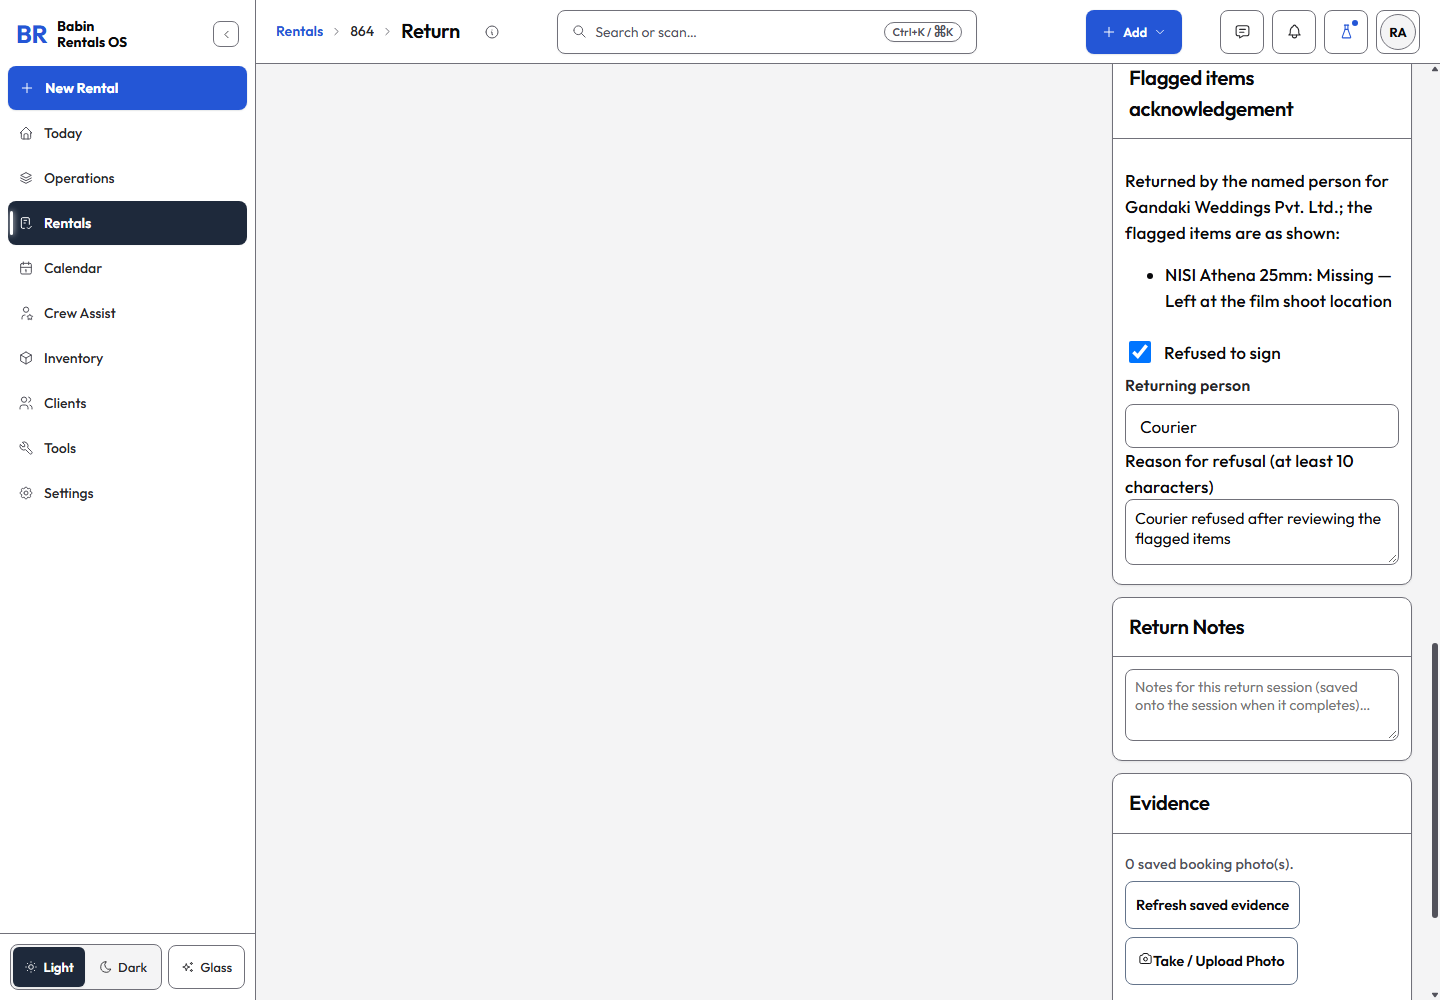 BR
Babin
Rentals OS
New Rental
Today
Operations
Rentals
Calendar
Crew Assist
Inventory
Clients
Tools
Settings
Light
Dark
Glass
Rentals
864
Return
Search or scan...
Ctrl+K / ⌘K
Add
RA
Flagged items
acknowledgement
Returned by the named person for
Gandaki Weddings Pvt. Ltd.; the
flagged items are as shown:
• NISI Athena 25mm: Missing —
Left at the film shoot location
Refused to sign
Returning person
Courier
Reason for refusal (at least 10
characters)
Courier refused after reviewing the
flagged items
Return Notes
Notes for this return session (saved
onto the session when it completes)...
Evidence
0 saved booking photo(s).
Refresh saved evidence
Take / Upload Photo